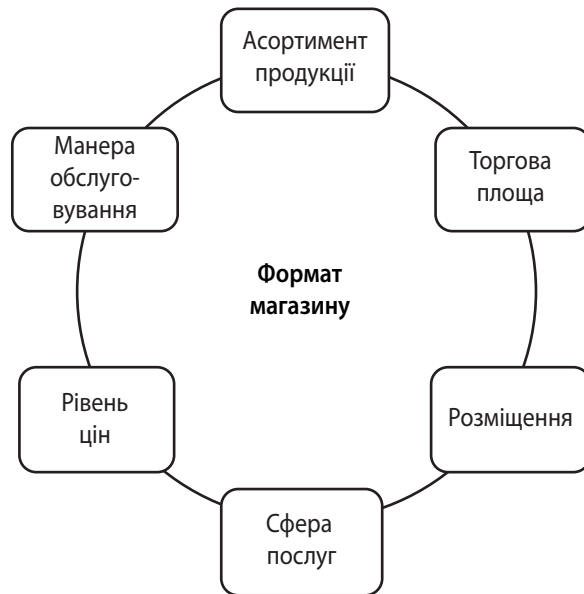 Асортимент
продукції
Торгова
площа
Розміщення
Сфера
послуг
Рівень
цін
Манера
обслуго-
вування
Формат
магазину